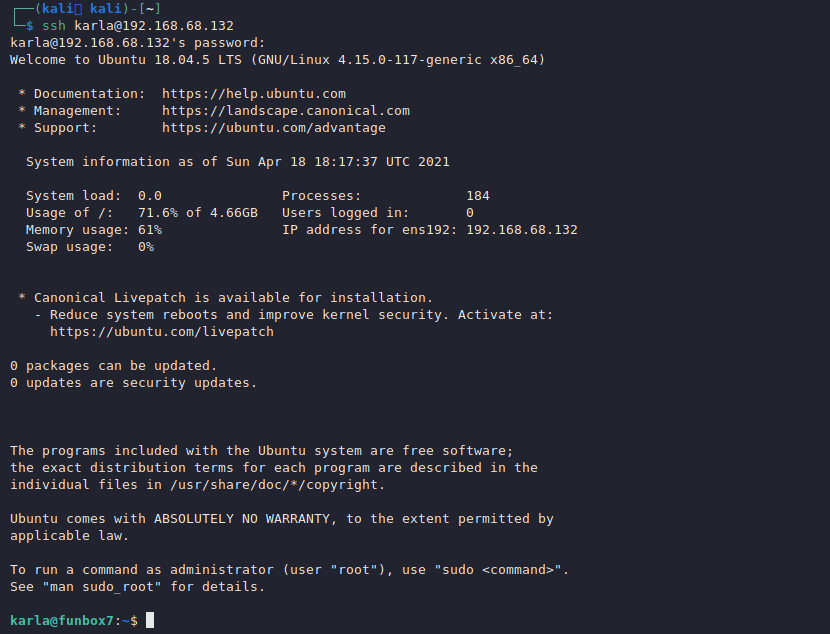 ┌──(kali㉿ kali)-[~]
└─$ ssh karla@192.168.68.132
karla@192.168.68.132's password:
Welcome to Ubuntu 18.04.5 LTS (GNU/Linux 4.15.0-117-generic x86_64)
* Documentation: https://help.ubuntu.com
* Management: https://landscape.canonical.com
* Support: https://ubuntu.com/advantage
System information as of Sun Apr 18 18:17:37 UTC 2021
System load: 0.0 Processes: 184
Usage of /: 71.6% of 4.66GB Users logged in: 0
Memory usage: 61% IP address for ens192: 192.168.68.132
Swap usage: 0%
* Canonical Livepatch is available for installation.
- Reduce system reboots and improve kernel security. Activate at:
https://ubuntu.com/livepatch
0 packages can be updated.
0 updates are security updates.
The programs included with the Ubuntu system are free software;
the exact distribution terms for each program are described in the
individual files in /usr/share/doc/*/copyright.
Ubuntu comes with ABSOLUTELY NO WARRANTY, to the extent permitted by
applicable law.
To run a command as administrator (user "root"), use "sudo <command>".
See "man sudo_root" for details.
karla@funbox7:~$